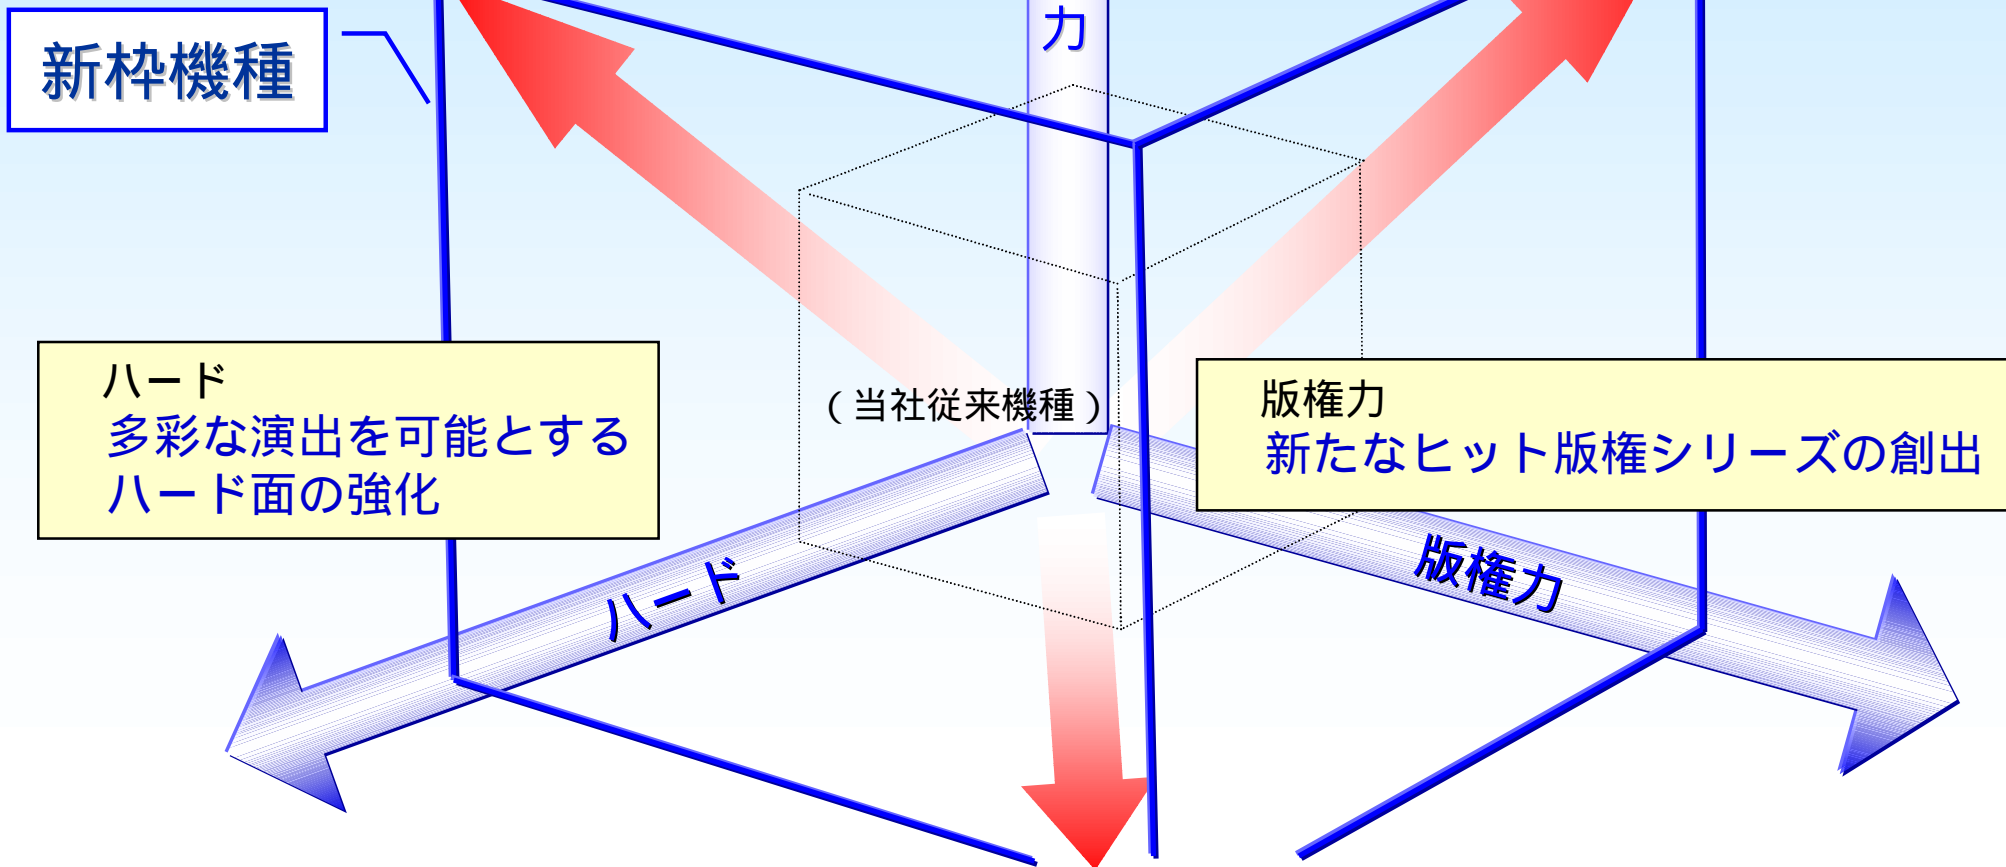 力
新枠機種
ハード
多彩な演出を可能とする
ハード面の強化
（当社従来機種）
版権力
新たなヒット版権シリーズの創出
ハード
版権力